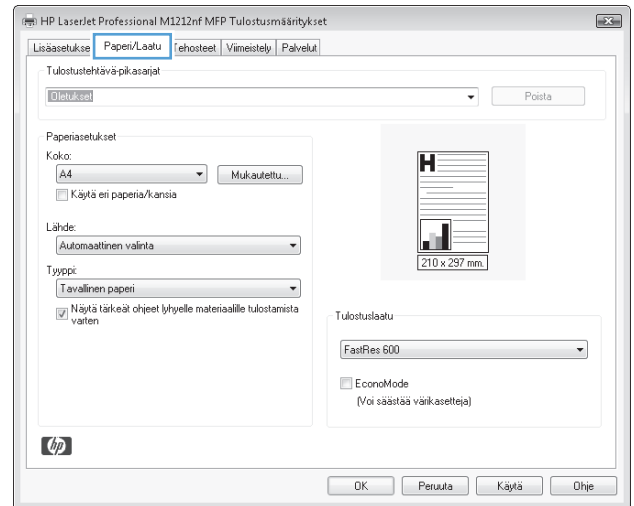 HP LaserJet Professional M1212nf MFP Tulostusmääritykset
Lisäasetukse Paperi/Laatu ehosteet Viimeistely Palvelut
Tulostustehtävä-pikasarjat
Oletukset
Poista
Paperiasetukset
Koko:
A4
Mukautettu...
Käytä eri paperia/kansia
Lähde:
Automaattinen valinta
Tyyppi:
Tavallinen paperi
Näytä tärkeät ohjeet lyhyelle materiaalille tulostamista
varten
H
210 x 297 mm.
Tulostuslaatu
FastRes 600
EconoMode
(Voi säästää värikasetteja)
hp
OK Peruuta Käytä Ohje